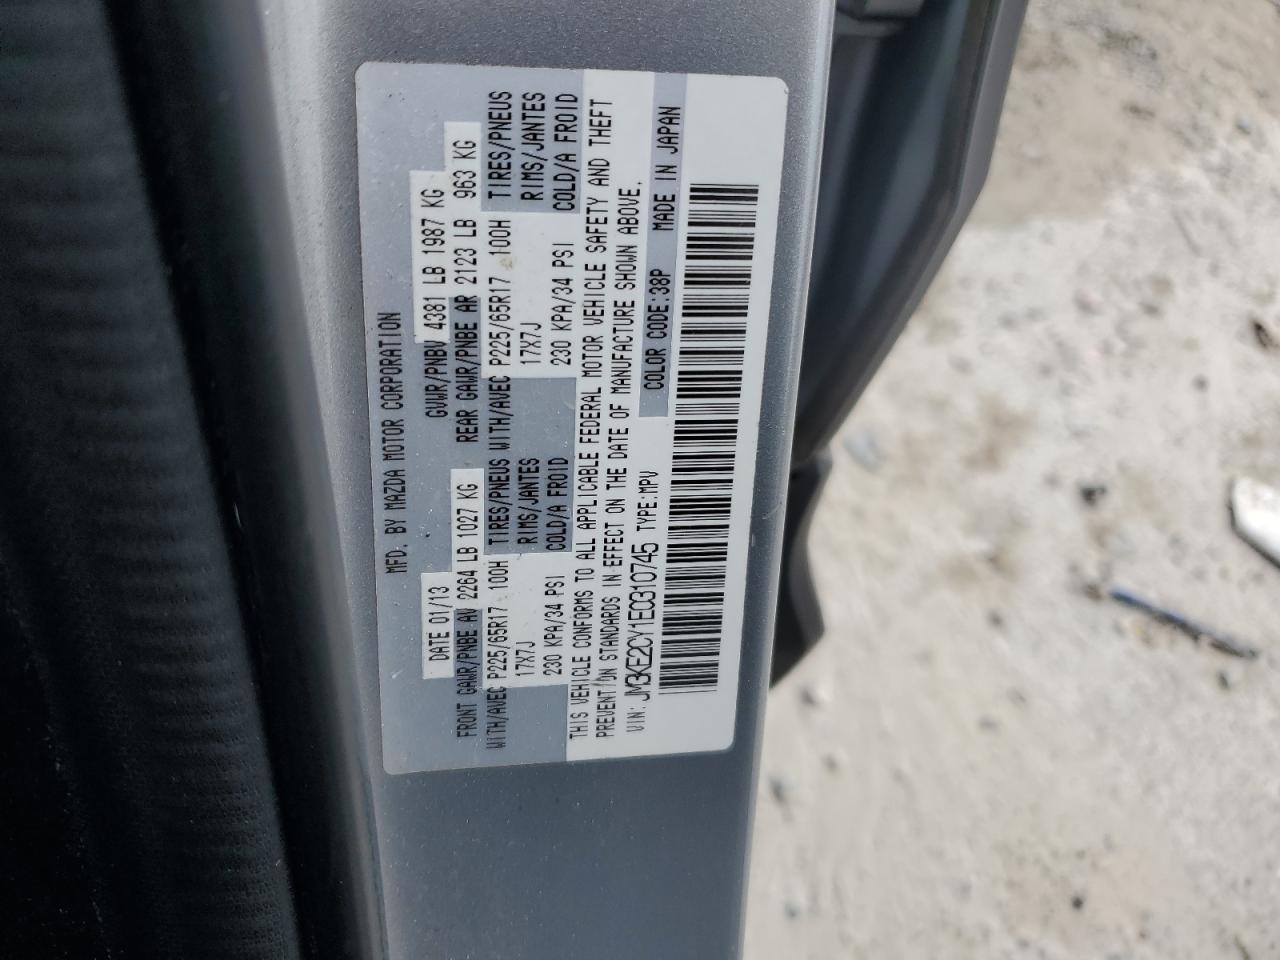 MFD. BY MAZDA MOTOR CORPORATION
DATE 01/13 GVWR/PNBV 4381 LB 1987 KG
FRONT GAWR/PNBE AV 2264 LB 1027 KG REAR GAWR/PNBE AR 2123 LB 963 KG
WITH/AVEC P225/65R17 100H TIRES/PNEUS WITH/AVEC P225/65R17 100H TIRES/PNEUS
17X7J RIMS/JANTES 17X7J RIMS/JANTES
230 KPA/34 PSI COLD/A FROID 230 KPA/34 PSI COLD/A FROID
THIS VEHICLE CONFORMS TO ALL APPLICABLE FEDERAL MOTOR VEHICLE SAFETY AND THEFT
PREVENTION STANDARDS IN EFFECT ON THE DATE OF MANUFACTURE SHOWN ABOVE.
VIN: JM3KE2CY1E0310745 TYPE:MPV COLOR CODE:38P MADE IN JAPAN